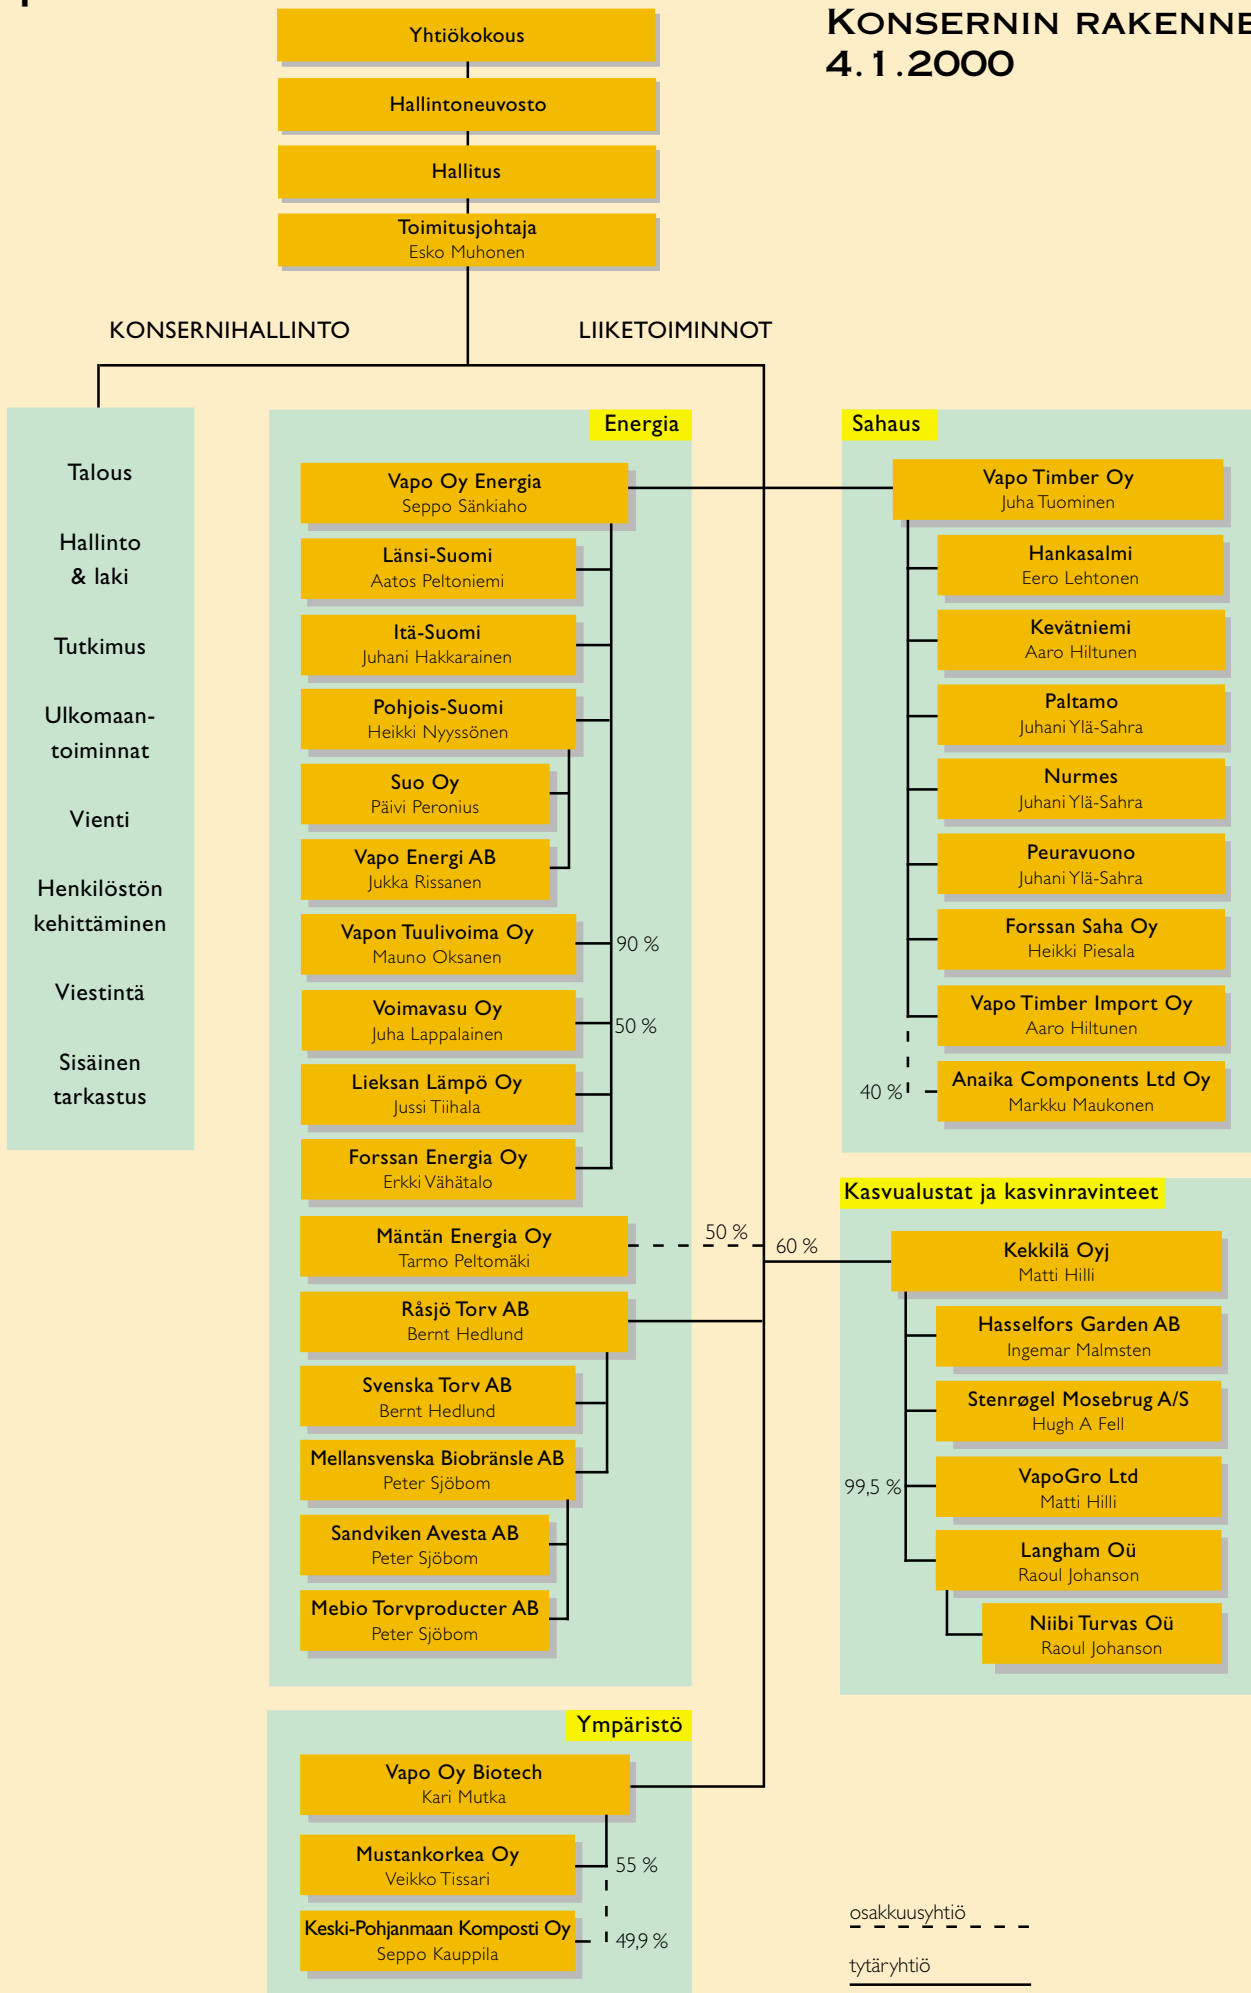 KONSERNIN RAKENNE
4.1.2000
Yhtiökokous
Hallintoneuvosto
Hallitus
Toimitusjohtaja
Esko Muhonen
KONSERNIHALLINTO
LIIKETOIMINNOT
Talous
Hallinto
& laki
Tutkimus
Ulkomaan-
toiminnat
Vienti
Henkilöstön
kehittäminen
Viestintä
Sisäinen
tarkastus
Energia
Vapo Oy Energia
Seppo Sänkiaho
Länsi-Suomi
Aatos Peltoniemi
Itä-Suomi
Juhani Hakkarainen
Pohjois-Suomi
Heikki Nyyssönen
Suo Oy
Päivi Peronius
Vapo Energi AB
Jukka Rissanen
Vapon Tuulivoima Oy
Mauno Oksanen
90 %
Voimavasu Oy
Juha Lappalainen
50 %
Lieksan Lämpö Oy
Jussi Tiihala
Forssan Energia Oy
Erkki Vähätalo
Mäntän Energia Oy
Tarmo Peltomäki
50 %
Råsjö Torv AB
Bernt Hedlund
Svenska Torv AB
Bernt Hedlund
Mellansvenska Biobränsle AB
Peter Sjöbom
Sandviken Avesta AB
Peter Sjöbom
Mebio Torvproducter AB
Peter Sjöbom
Sahaus
Vapo Timber Oy
Juha Tuominen
Hankasalmi
Eero Lehtonen
Kevätniemi
Aaro Hiltunen
Paltamo
Juhani Ylä-Sahra
Nurmes
Juhani Ylä-Sahra
Peuravuono
Juhani Ylä-Sahra
Forssan Saha Oy
Heikki Piesala
Vapo Timber Import Oy
Aaro Hiltunen
40 %
Anaika Components Ltd Oy
Markku Maukonen
Kasvualustat ja kasvinravinteet
60 %
Kekkilä Oyj
Matti Hilli
Hasselfors Garden AB
Ingemar Malmsten
Stenrøgel Mosebrug A/S
Hugh A Fell
99,5 %
VapoGro Ltd
Matti Hilli
Langham Oü
Raoul Johanson
Niibi Turvas Oü
Raoul Johanson
Ympäristö
Vapo Oy Biotech
Kari Mutka
Mustankorkea Oy
Veikko Tissari
55 %
Keski-Pohjanmaan Komposti Oy
Seppo Kauppila
49,9 %
osakkuusyhtiö
tytäryhtiö